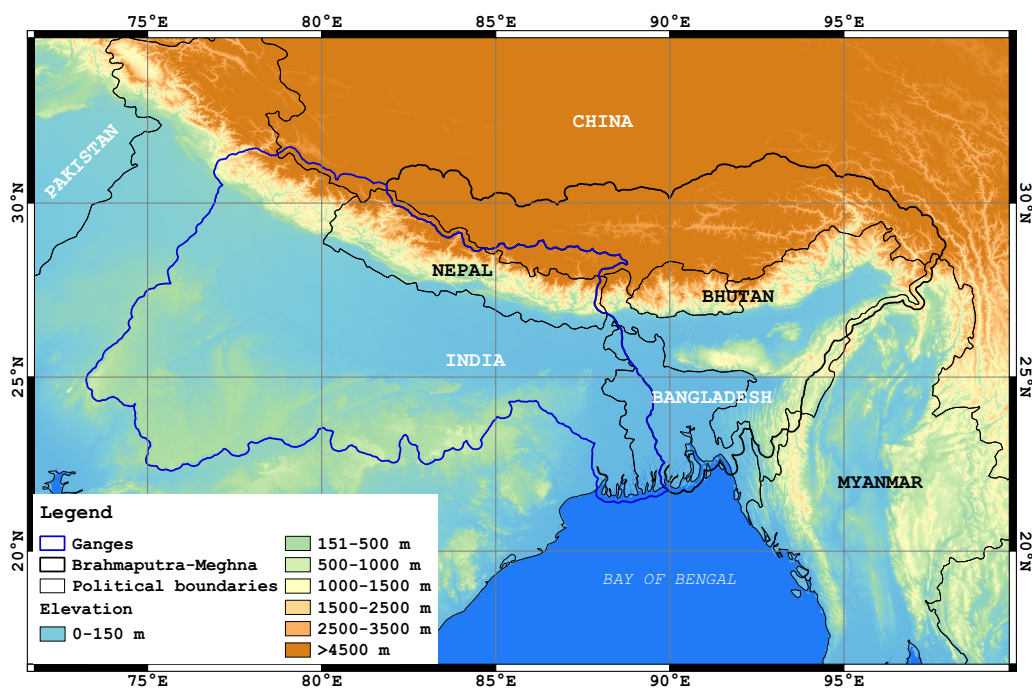 75°E 80°E 85°E 90°E 95°E
CHINA
PAKISTAN
30°N 30°N
NEPAL
BHUTAN
INDIA
25°N 25°N
BANGLADESH
MYANMAR
Legend
Ganges
Brahmaputra-Meghna
Political boundaries
Elevation
0-150 m
151-500 m
500-1000 m
1000-1500 m
1500-2500 m
2500-3500 m
>4500 m
20°N 20°N
BAY OF BENGAL
75°E 80°E 85°E 90°E 95°E